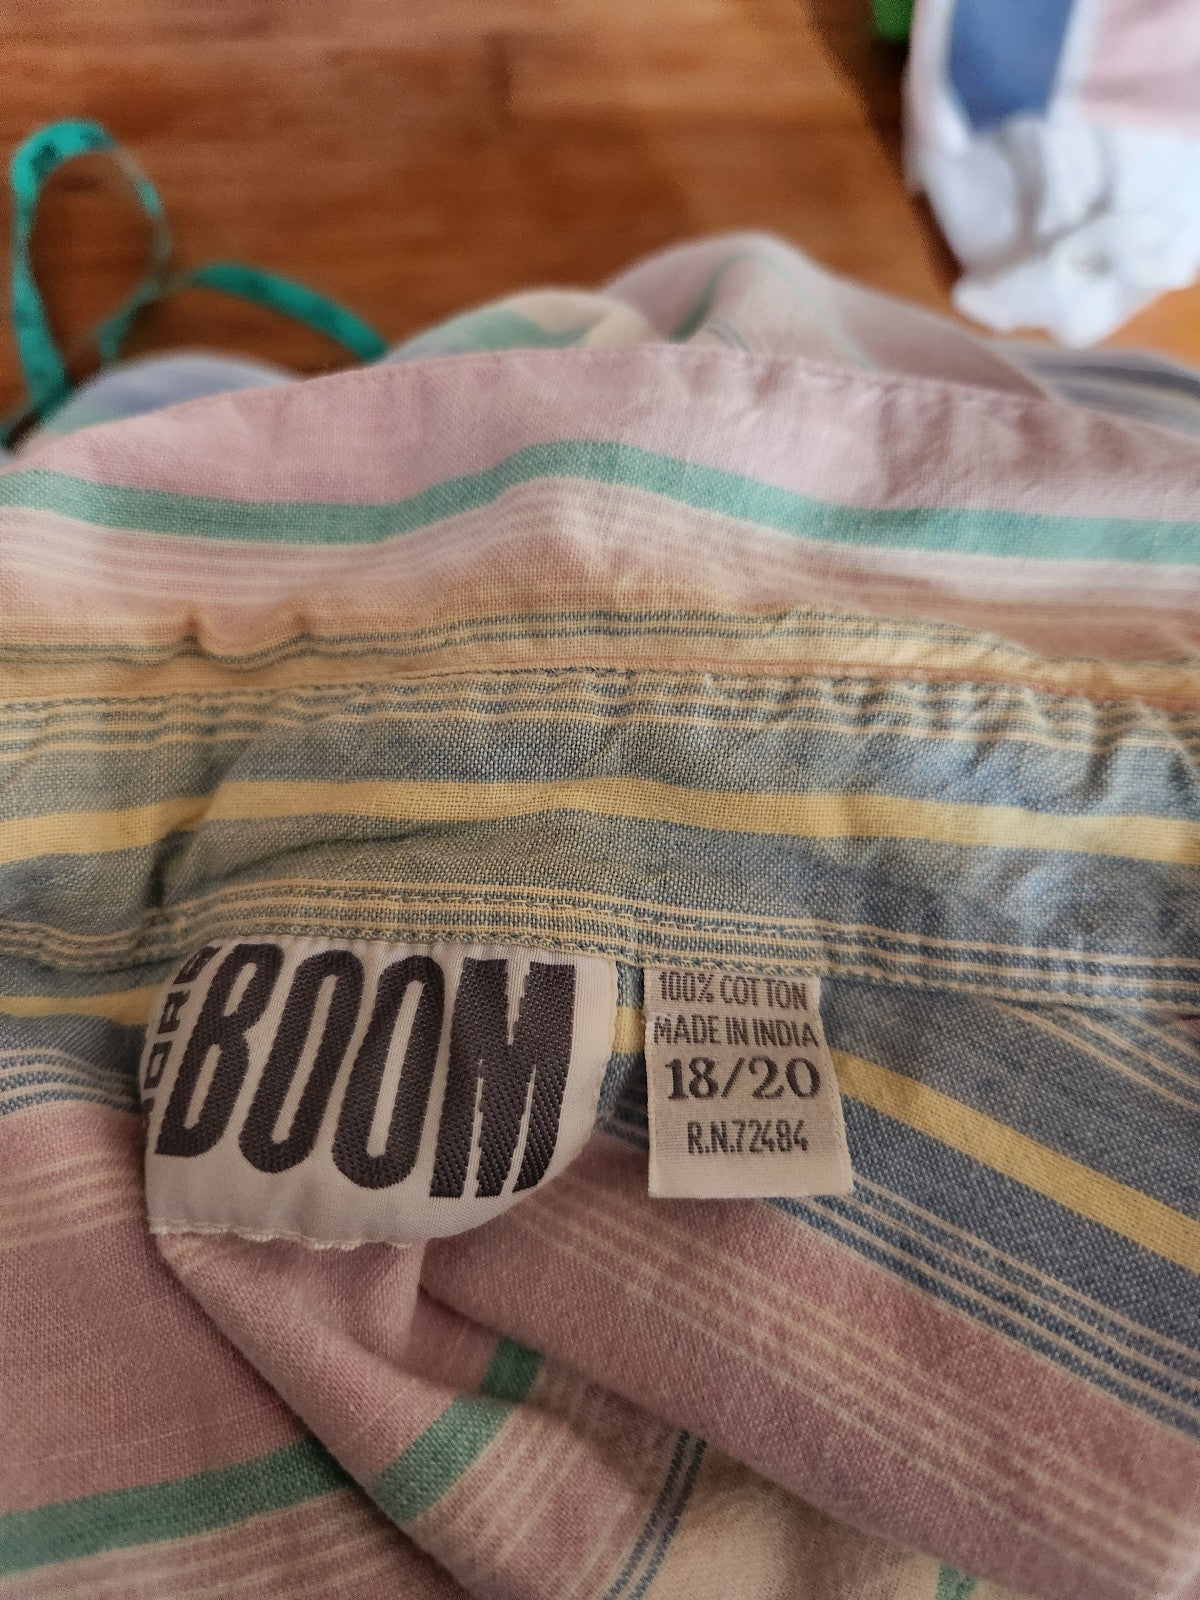 BOOM
100% COTTON
MADE IN INDIA
18/20
R.N.72484